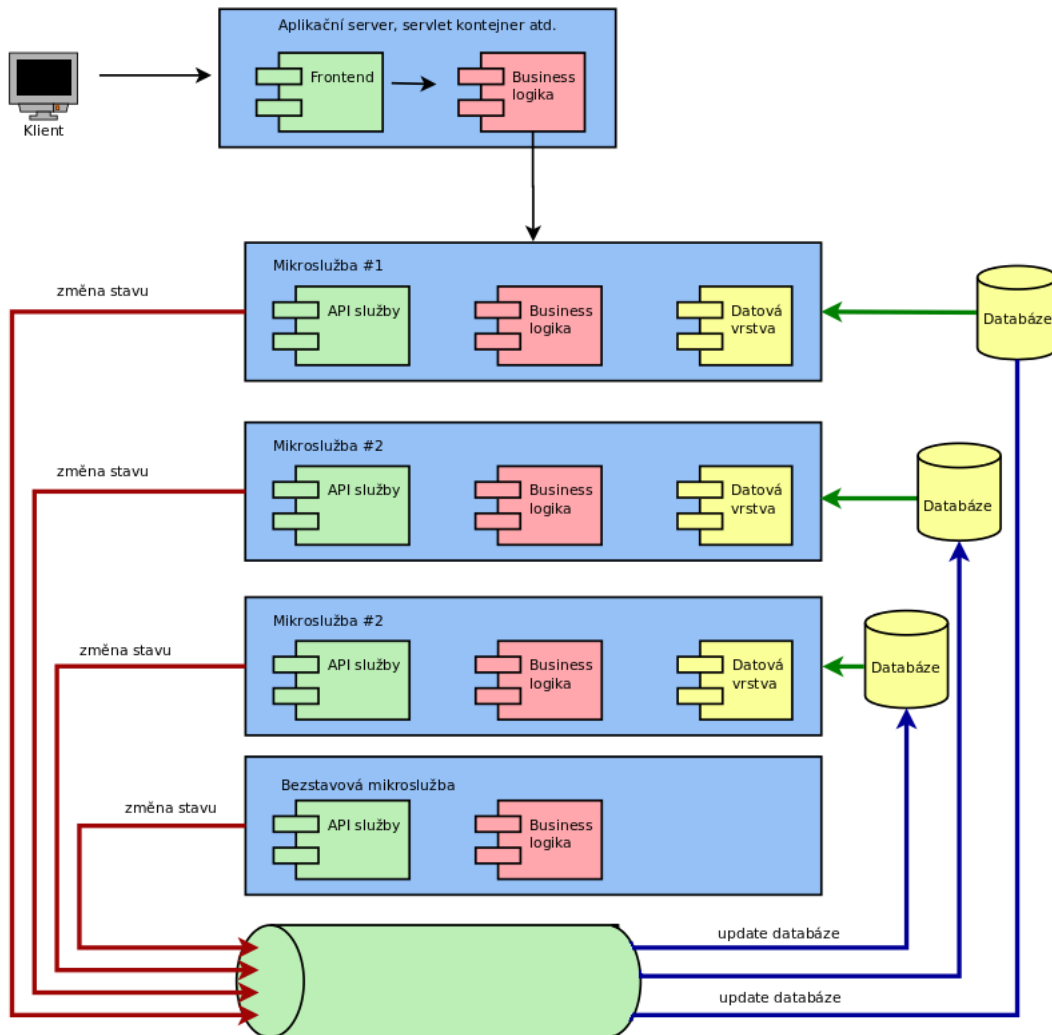 Aplikační server, servlet kontejner atd.
Frontend
Business
logika
Klient
Mikroslužba #1
změna stavu
API služby
Business
logika
Datová
vrstva
Databáze
Mikroslužba #2
změna stavu
API služby
Business
logika
Datová
vrstva
Databáze
Mikroslužba #2
změna stavu
API služby
Business
logika
Datová
vrstva
Databáze
Bezstavová mikroslužba
změna stavu
API služby
Business
logika
update databáze
update databáze